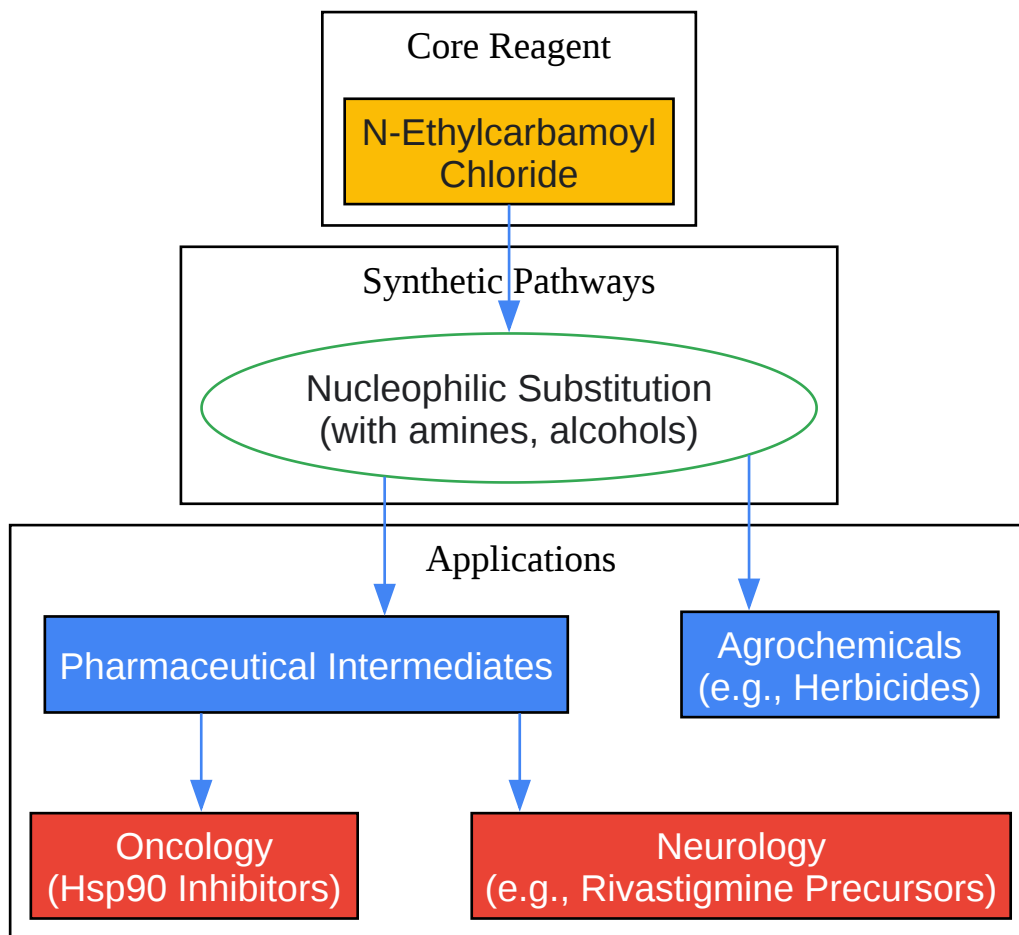 Core Reagent
N-Ethylcarbamoyl
Chloride
Synthetic Pathways
Nucleophilic Substitution
(with amines, alcohols)
Applications
Pharmaceutical Intermediates
Agrochemicals
(e.g., Herbicides)
Oncology
(Hsp90 Inhibitors)
Neurology
(e.g., Rivastigmine Precursors)